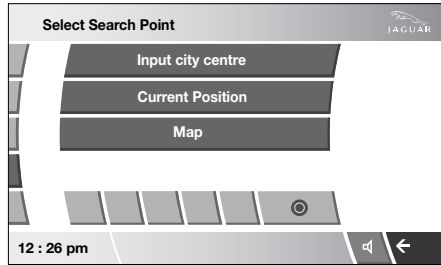 Select Search Point
JAGUAR
Input city centre
Current Position
Map
12 : 26 pm